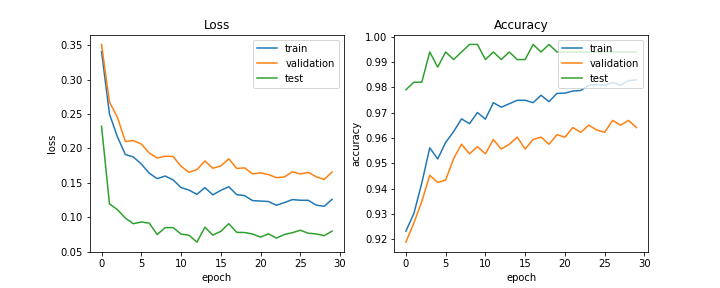 Loss
0.35
0.30
0.25
0.20
0.15
0.10
0.05
loss
0 5 10 15 20 25 30
epoch
train
validation
test
Accuracy
1.00
0.99
0.98
0.97
0.96
0.95
0.94
0.93
0.92
accuracy
0 5 10 15 20 25 30
epoch
train
validation
test